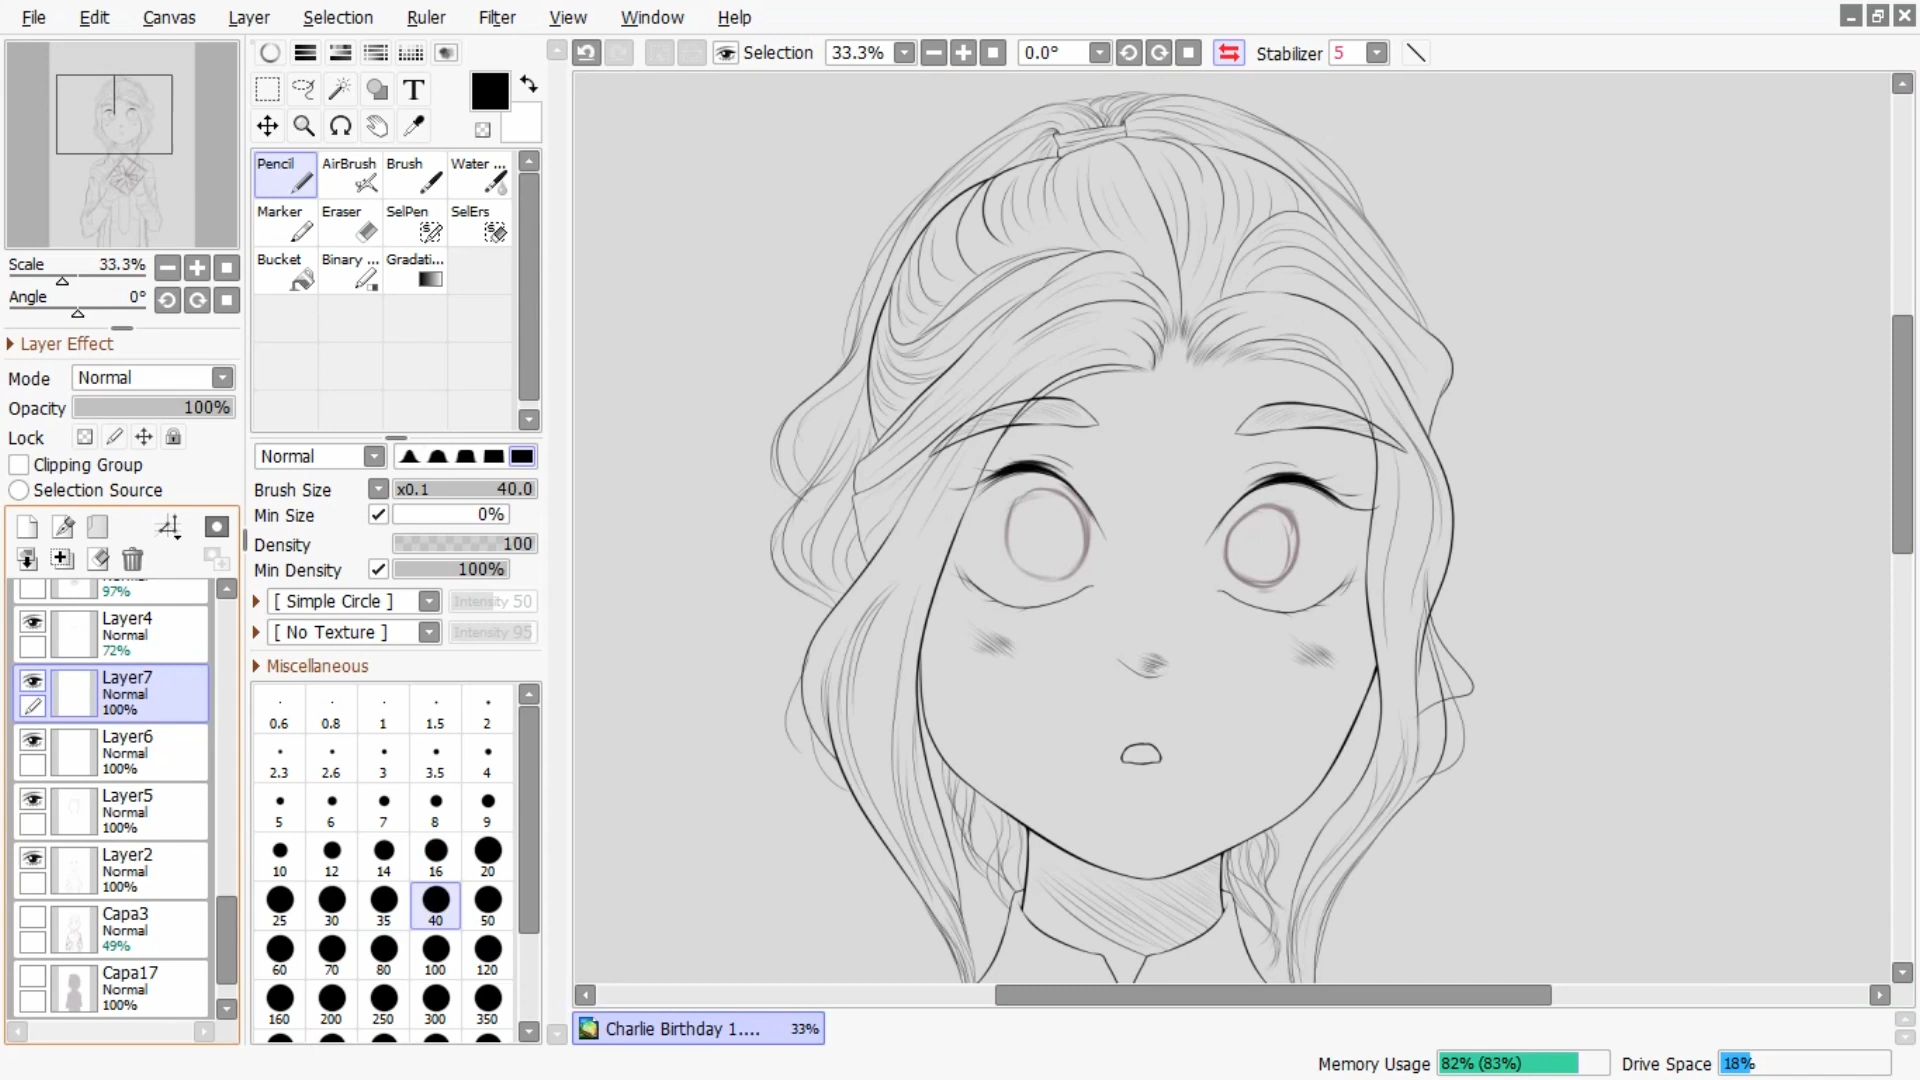 File Edit Canvas Layer Selection Ruler Filter View Window Help
Selection 33.3% 0.0° Stabilizer 5
T
Pencil AirBrush Brush Water ...
Marker Eraser SelPen SelErs
Bucket Binary ... Gradati...
Scale 33.3%
Angle 0°
Layer Effect
Mode Normal
Opacity 100%
Lock
Clipping Group
Selection Source
97%
Layer4
Normal
72%
Layer7
Normal
100%
Layer6
Normal
100%
Layer5
Normal
100%
Layer2
Normal
100%
Capa3
Normal
49%
Capa17
Normal
100%
Normal
Brush Size x0.1 40.0
Min Size 0%
Density 100
Min Density 100%
[ Simple Circle ] Intensity 50
[ No Texture ] Intensity 95
Miscellaneous
0.6 0.8 1 1.5 2
2.3 2.6 3 3.5 4
5 6 7 8 9
10 12 14 16 20
25 30 35 40 50
60 70 80 100 120
160 200 250 300 350
Charlie Birthday 1.... 33%
Memory Usage 82% (83%) Drive Space 18%